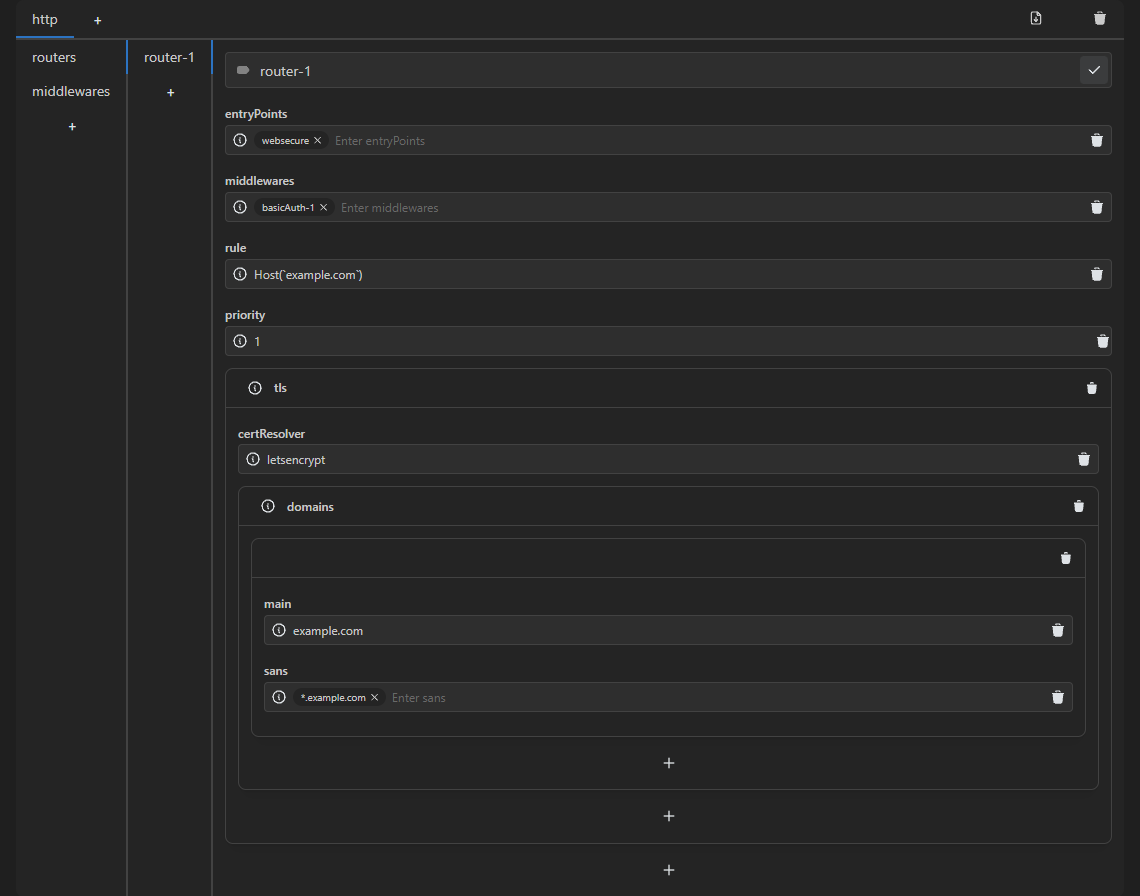 http +
routers
middlewares
+
router-1
+
router-1
entryPoints
websecure × Enter entryPoints
middlewares
basicAuth-1 × Enter middlewares
rule
Host(`example.com`)
priority
1
tls
certResolver
letsencrypt
domains
main
example.com
sans
*.example.com × Enter sans
+
+
+